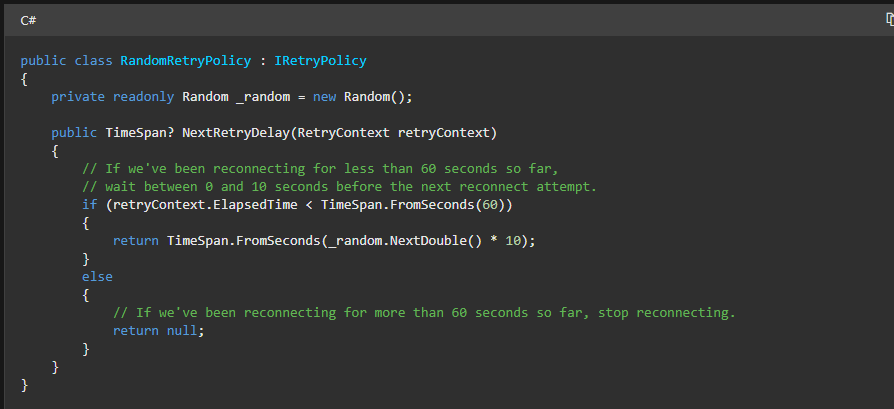 C#
public class RandomRetryPolicy : IRetryPolicy
{
    private readonly Random _random = new Random();

    public TimeSpan? NextRetryDelay(RetryContext retryContext)
    {
        // If we've been reconnecting for less than 60 seconds so far,
        // wait between 0 and 10 seconds before the next reconnect attempt.
        if (retryContext.ElapsedTime < TimeSpan.FromSeconds(60))
        {
            return TimeSpan.FromSeconds(_random.NextDouble() * 10);
        }
        else
        {
            // If we've been reconnecting for more than 60 seconds so far, stop reconnecting.
            return null;
        }
    }
}